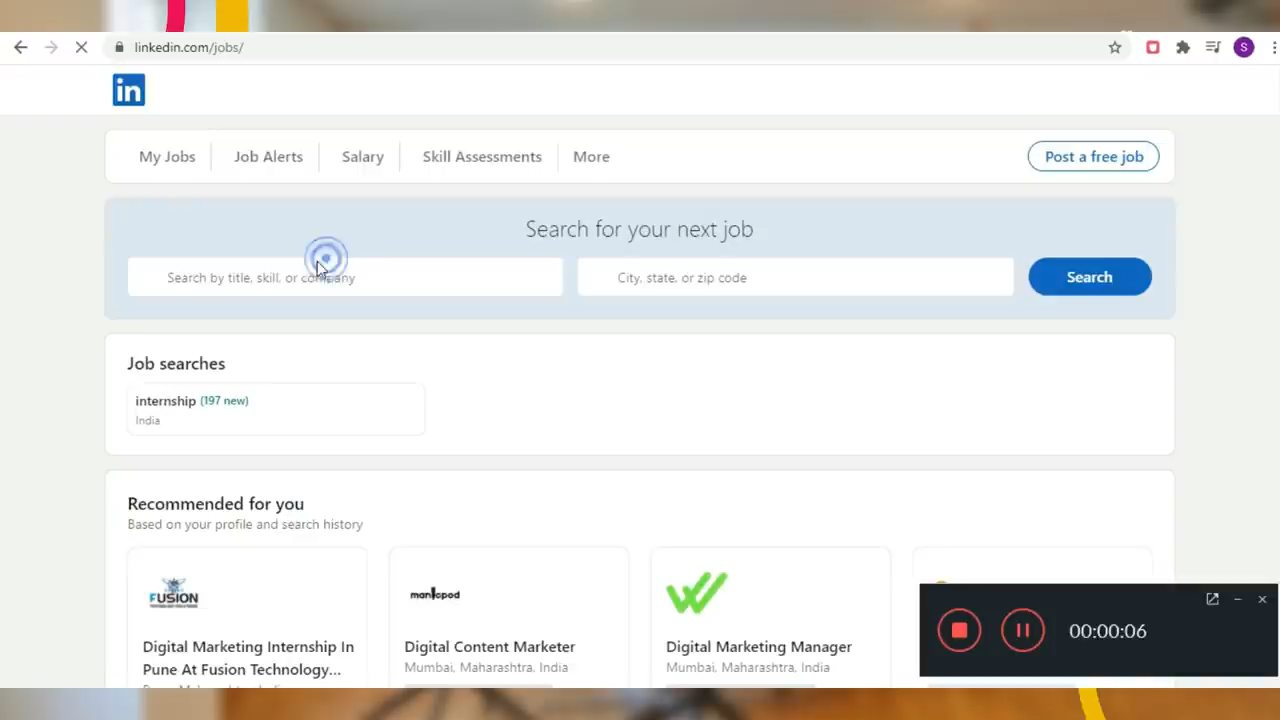 linkedin.com/jobs/
S
in
My Jobs
Job Alerts
Salary
Skill Assessments
More
Post a free job
Search for your next job
Search by title, skill, or company
City, state, or zip code
Search
Job searches
internship (197 new)
India
Recommended for you
Based on your profile and search history
FUSION
Digital Marketing Internship In
Pune At Fusion Technology...
Digital Content Marketer
Mumbai, Maharashtra, India
Digital Marketing Manager
Mumbai, Maharashtra, India
00:00:06